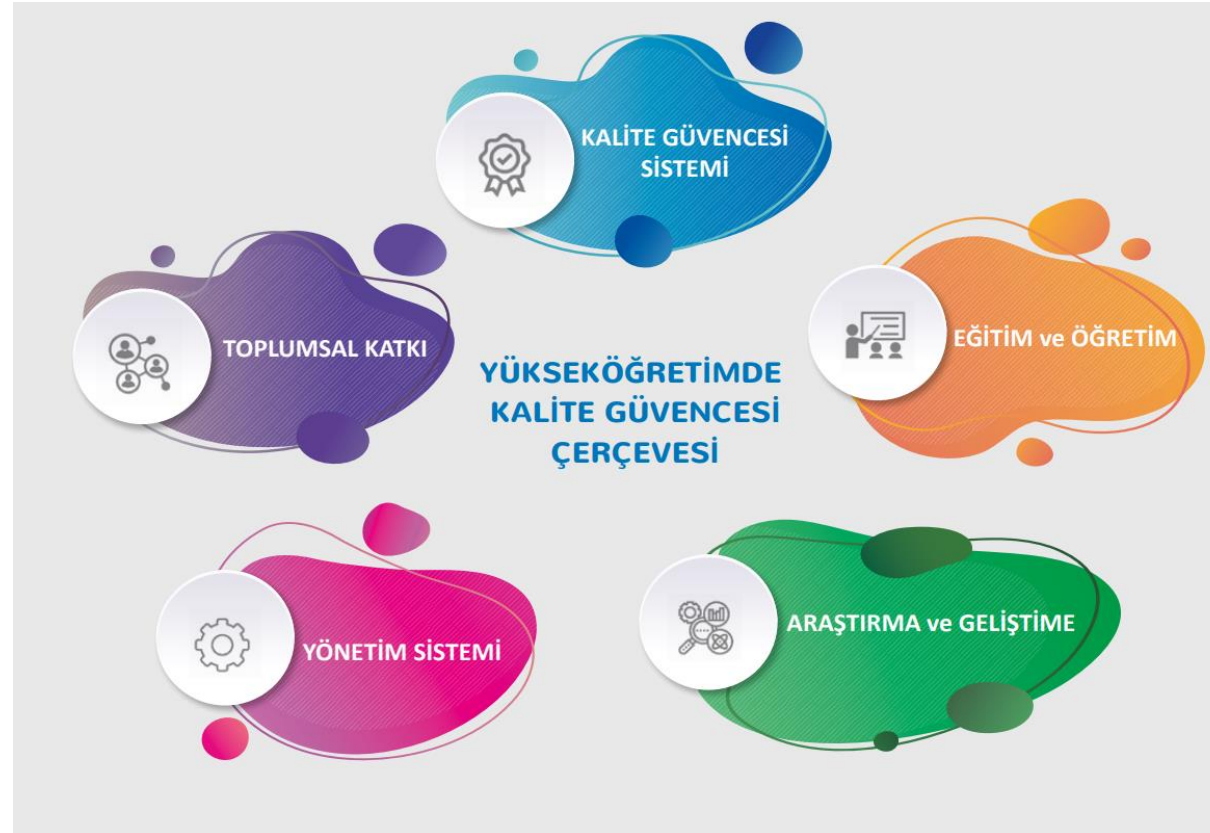 KALİTE GÜVENCESİ
SİSTEMİ
TOPLUMSAL KATKI
EĞİTİM ve ÖĞRETİM
YÜKSEKÖĞRETİMDE
KALİTE GÜVENCESİ
ÇERÇEVESİ
YÖNETİM SİSTEMİ
ARAŞTIRMA ve GELİŞTİME